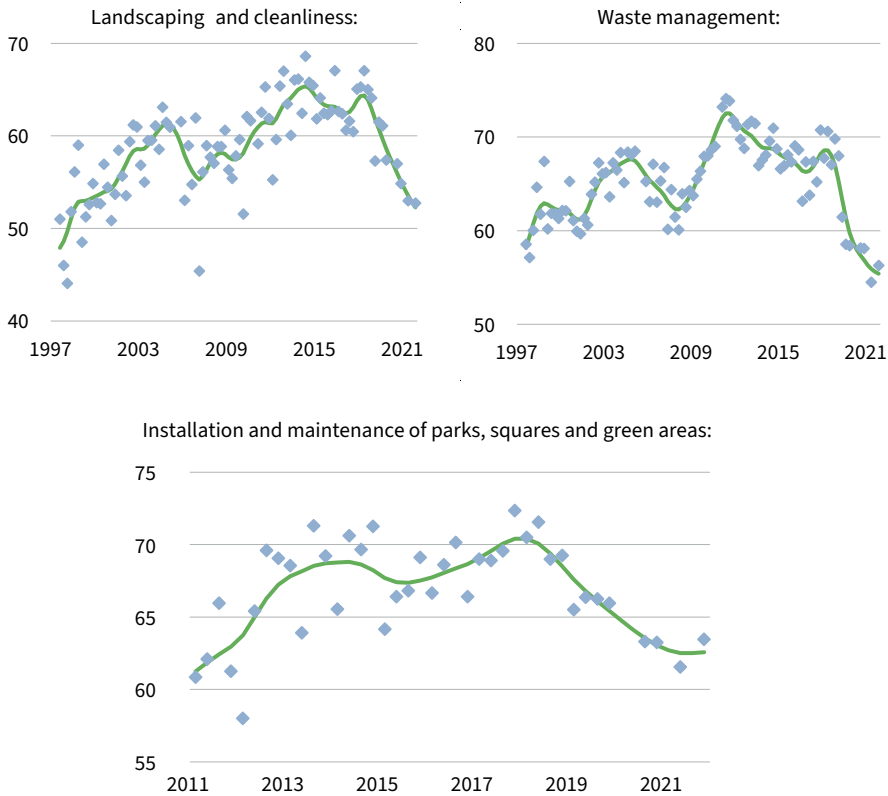 Landscaping  and cleanliness:
70
60
50
40
1997 2003 2009 2015 2021
Waste management:
80
70
60
50
1997 2003 2009 2015 2021
Installation and maintenance of parks, squares and green areas:
75
70
65
60
55
2011 2013 2015 2017 2019 2021